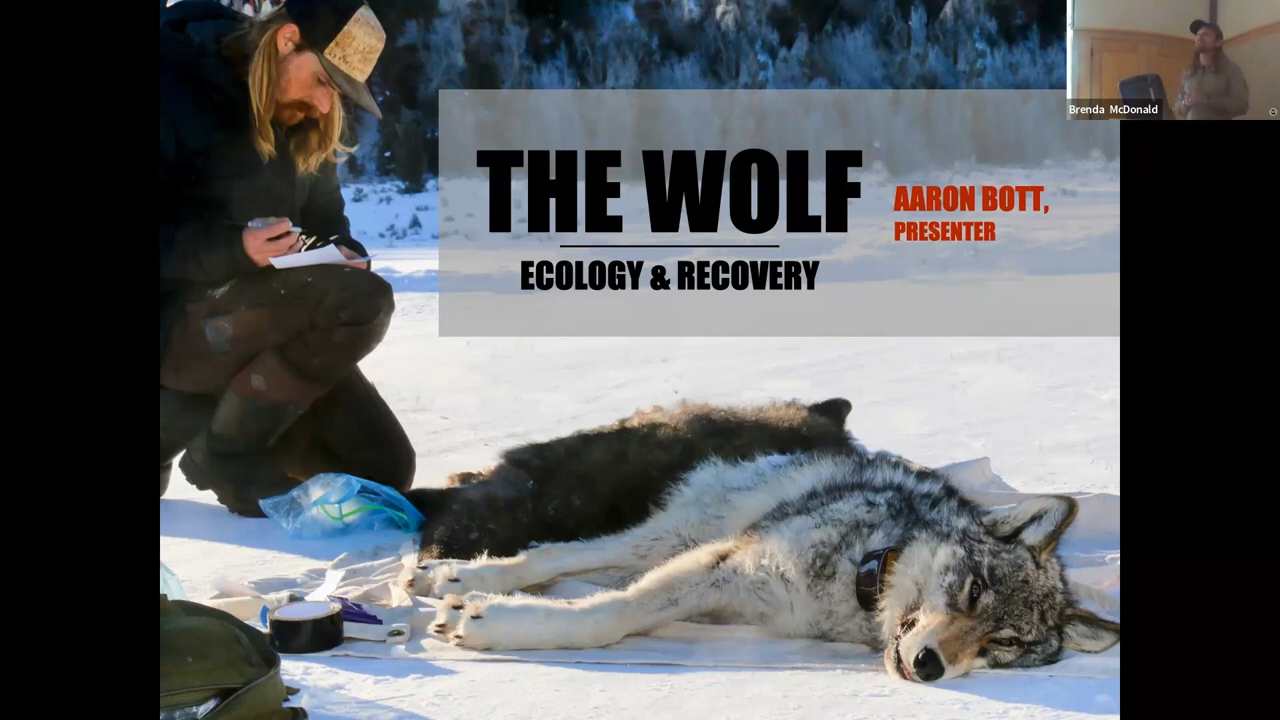 THE WOLF
ECOLOGY & RECOVERY
AARON BOTT,
PRESENTER
Brenda McDonald